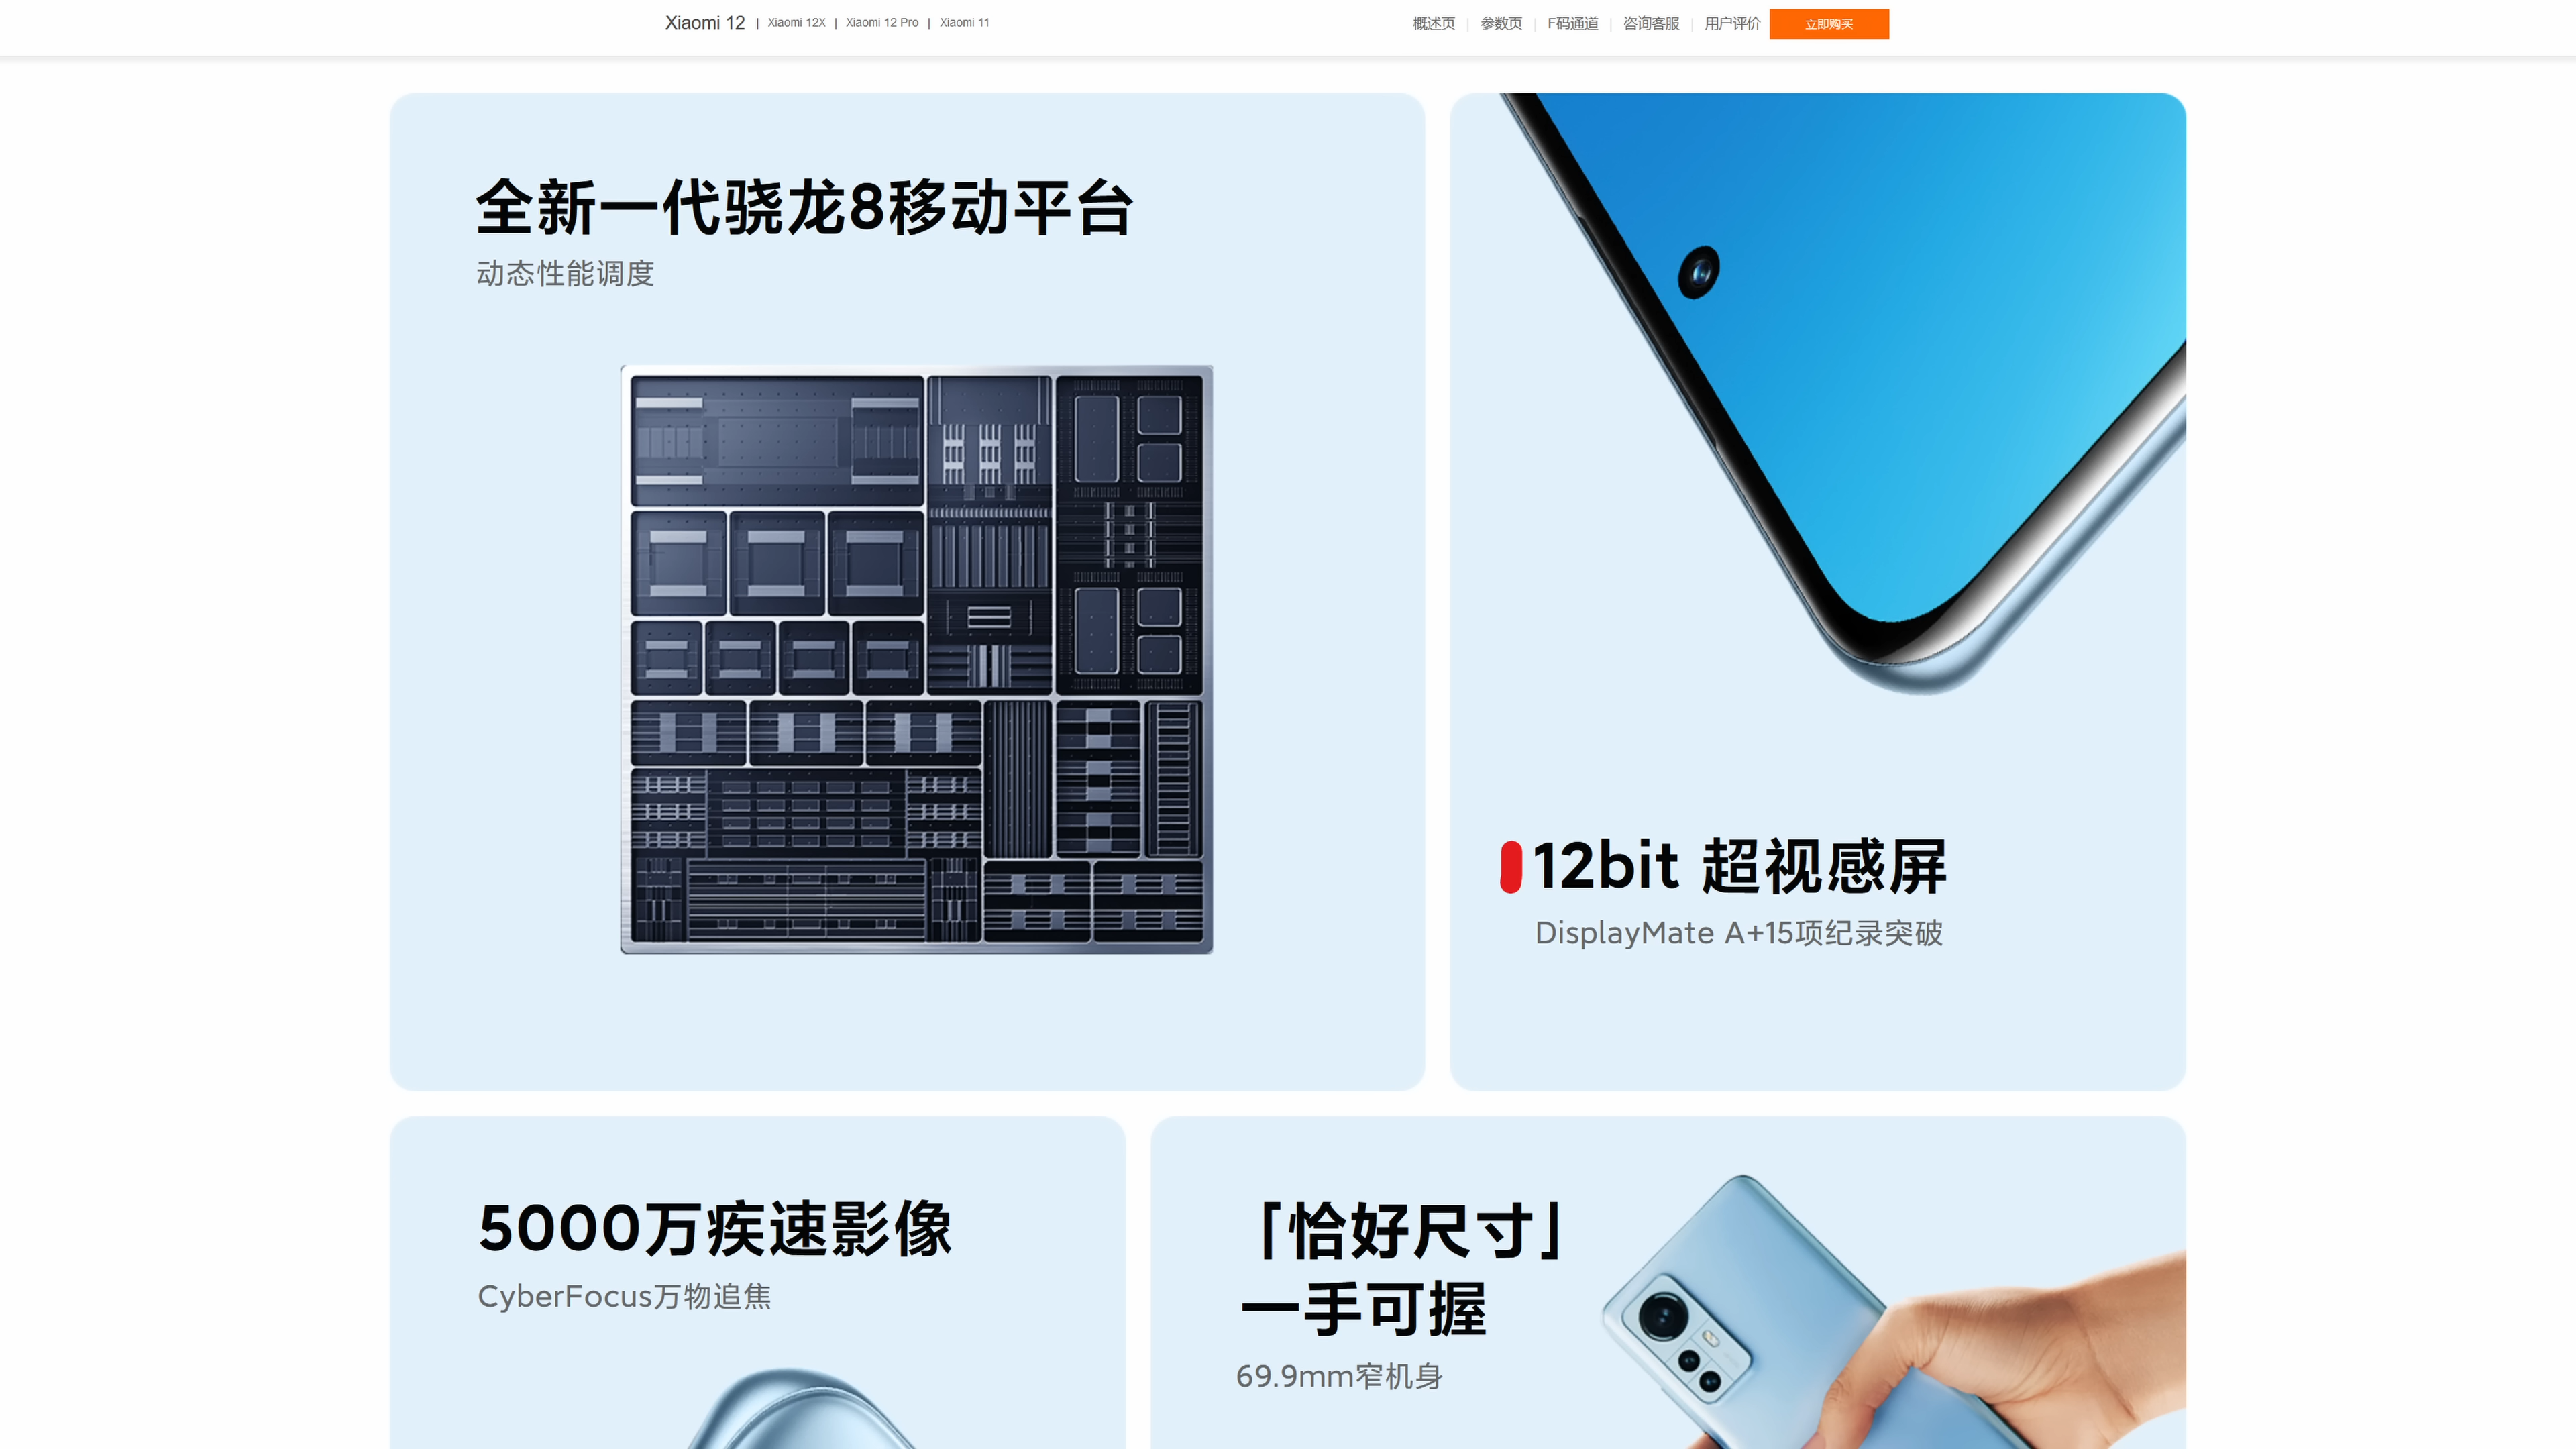 Xiaomi 12 | Xiaomi 12X | Xiaomi 12 Pro | Xiaomi 11
概述页 | 参数页 | F码通道 | 咨询客服 | 用户评价 立即购买
全新一代骁龙8移动平台
动态性能调度
12bit 超视感屏
DisplayMate A+15项纪录突破
5000万疾速影像
CyberFocus万物追焦
「恰好尺寸」
一手可握
69.9mm窄机身